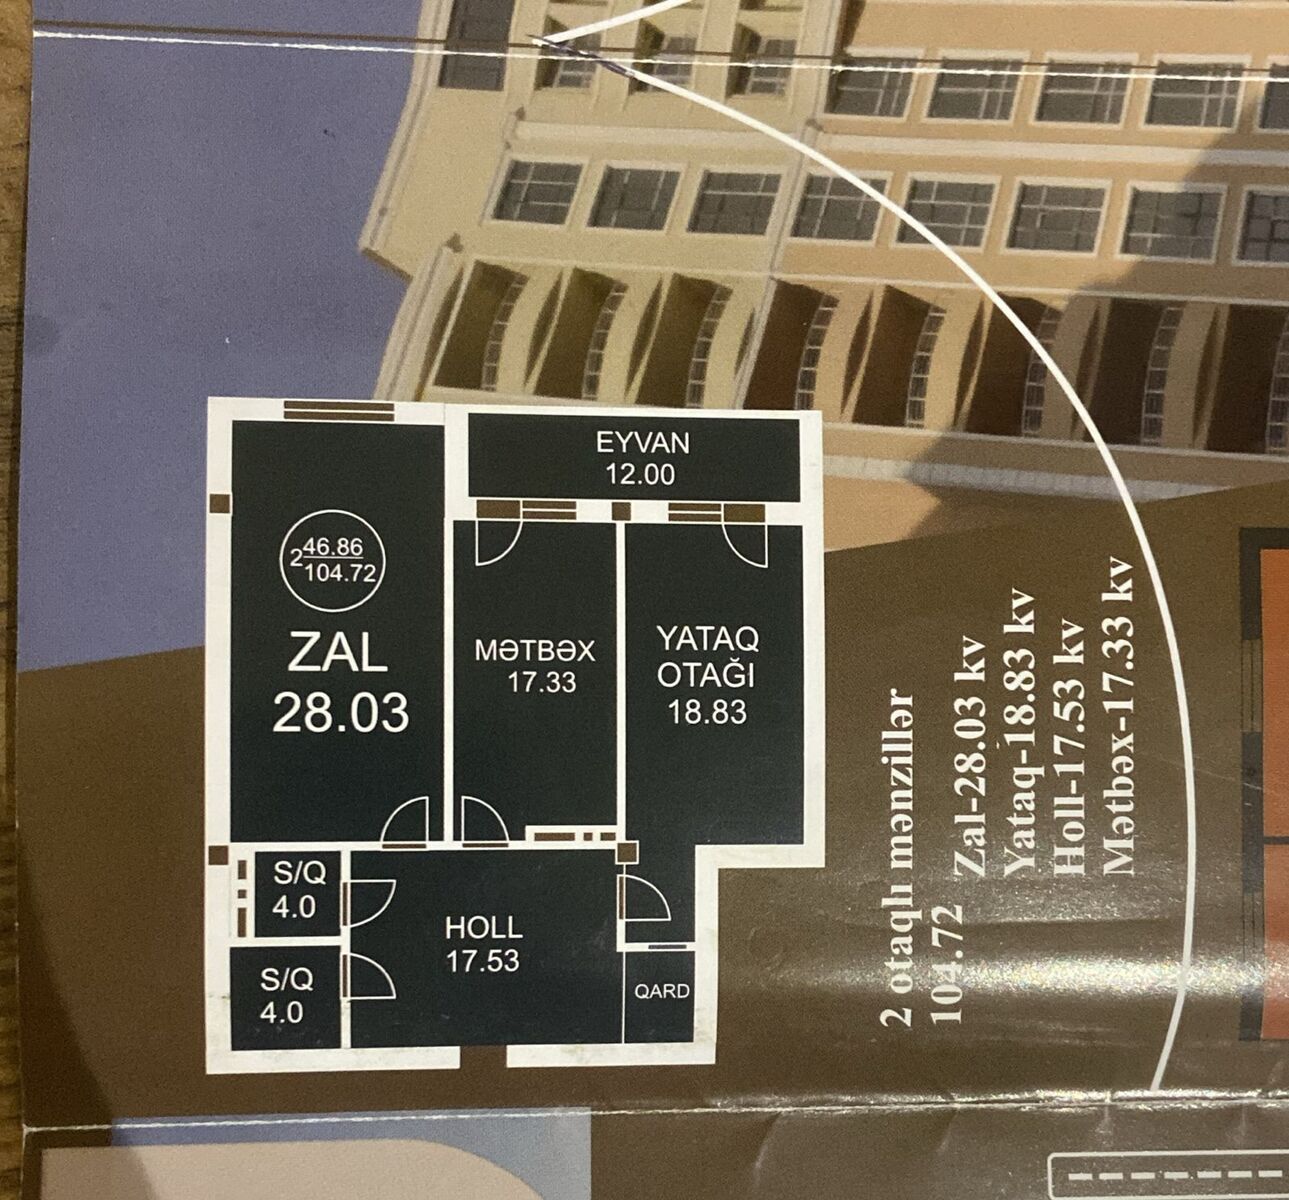 EYVAN
12.00
2 46.86
104.72
ZAL
28.03
MƏTBƏX
17.33
YATAQ
OTAĞI
18.83
S/Q
4.0
HOLL
17.53
S/Q
4.0
QARD
2 otaqlı mənzillər
104.72
Zal-28.03 kv
Yataq-18.83 kv
Holl-17.53 kv
Mətbəx-17.33 kv